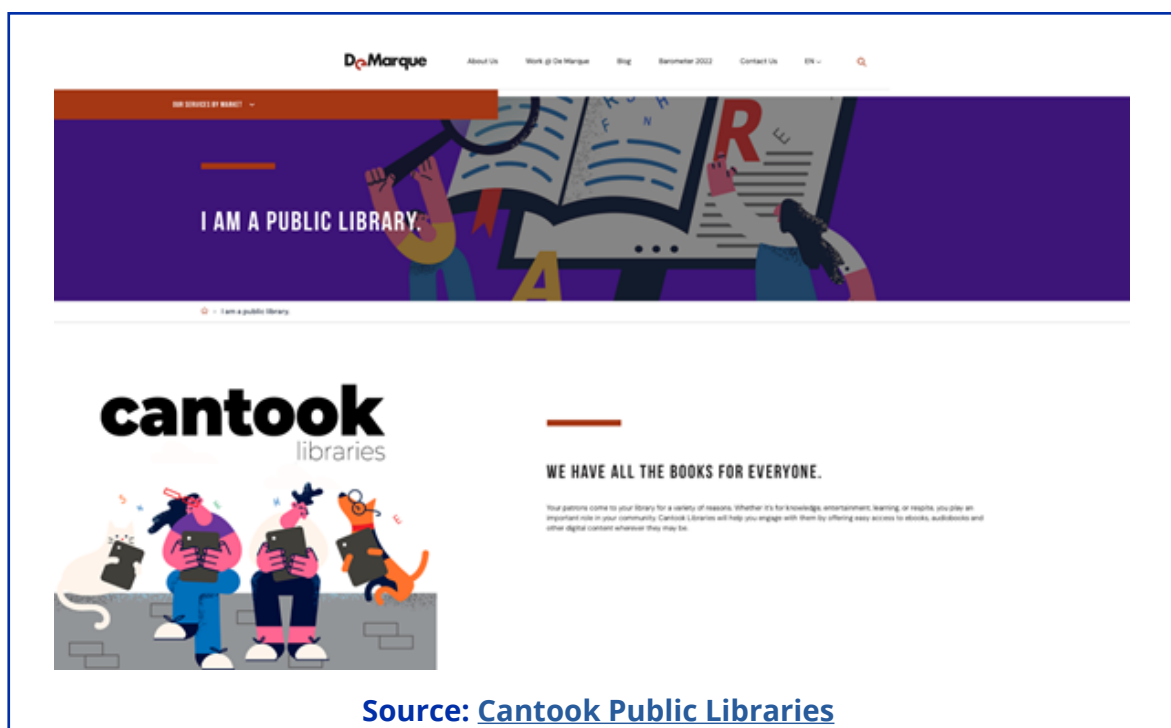 DeMarque
About Us Work @ De Marque Blog Barometer 2022 Contact Us EN
OUR SERVICES BY MARKET
F N H
R E
I AM A PUBLIC LIBRARY.
A
> I am a public library.
cantook
libraries
S H E H E
WE HAVE ALL THE BOOKS FOR EVERYONE.
Your patrons come to your library for a variety of reasons. Whether it's for knowledge, entertainment, learning, or respite, you play an
important role in your community. Cantook Libraries will help you engage with them by offering easy access to ebooks, audiobooks and
other digital content wherever they may be.
Source: Cantook Public Libraries